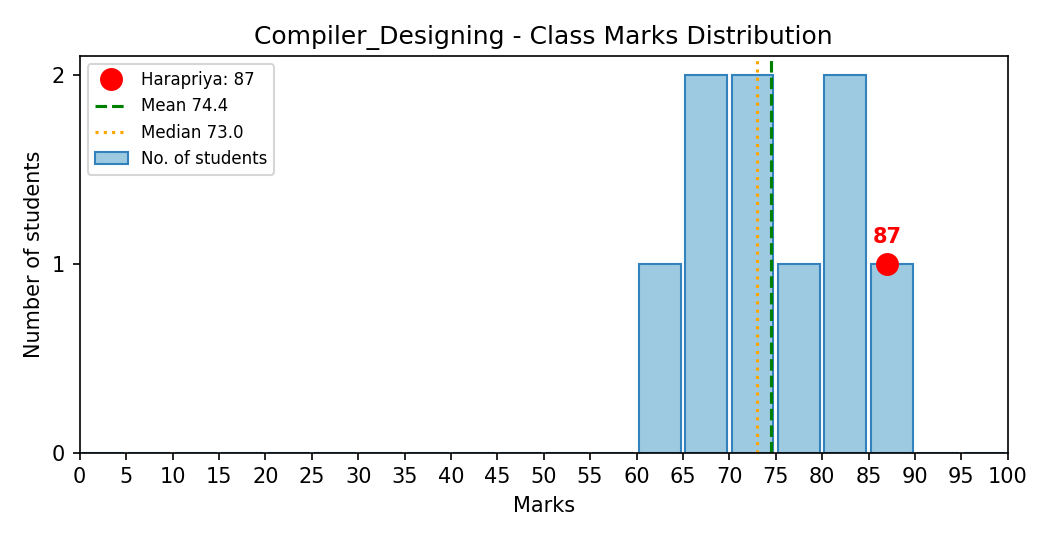 Compiler_Designing - Class Marks Distribution
Harapriya: 87
Mean 74.4
Median 73.0
No. of students
Number of students
2
1
0
87
0 5 10 15 20 25 30 35 40 45 50 55 60 65 70 75 80 85 90 95 100
Marks